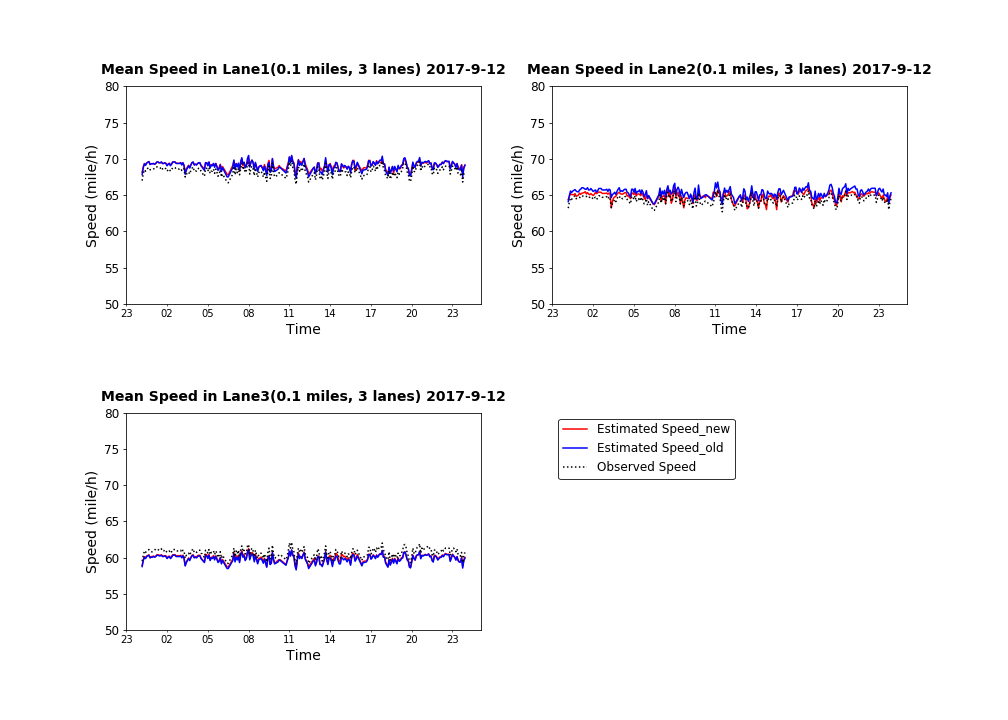 Mean Speed in Lane1(0.1 miles, 3 lanes) 2017-9-12
80
75
70
65
60
55
50
Speed (mile/h)
23 02 05 08 11 14 17 20 23
Time
Mean Speed in Lane2(0.1 miles, 3 lanes) 2017-9-12
80
75
70
65
60
55
50
Speed (mile/h)
23 02 05 08 11 14 17 20 23
Time
Mean Speed in Lane3(0.1 miles, 3 lanes) 2017-9-12
80
75
70
65
60
55
50
Speed (mile/h)
23 02 05 08 11 14 17 20 23
Time
Estimated Speed_new
Estimated Speed_old
Observed Speed